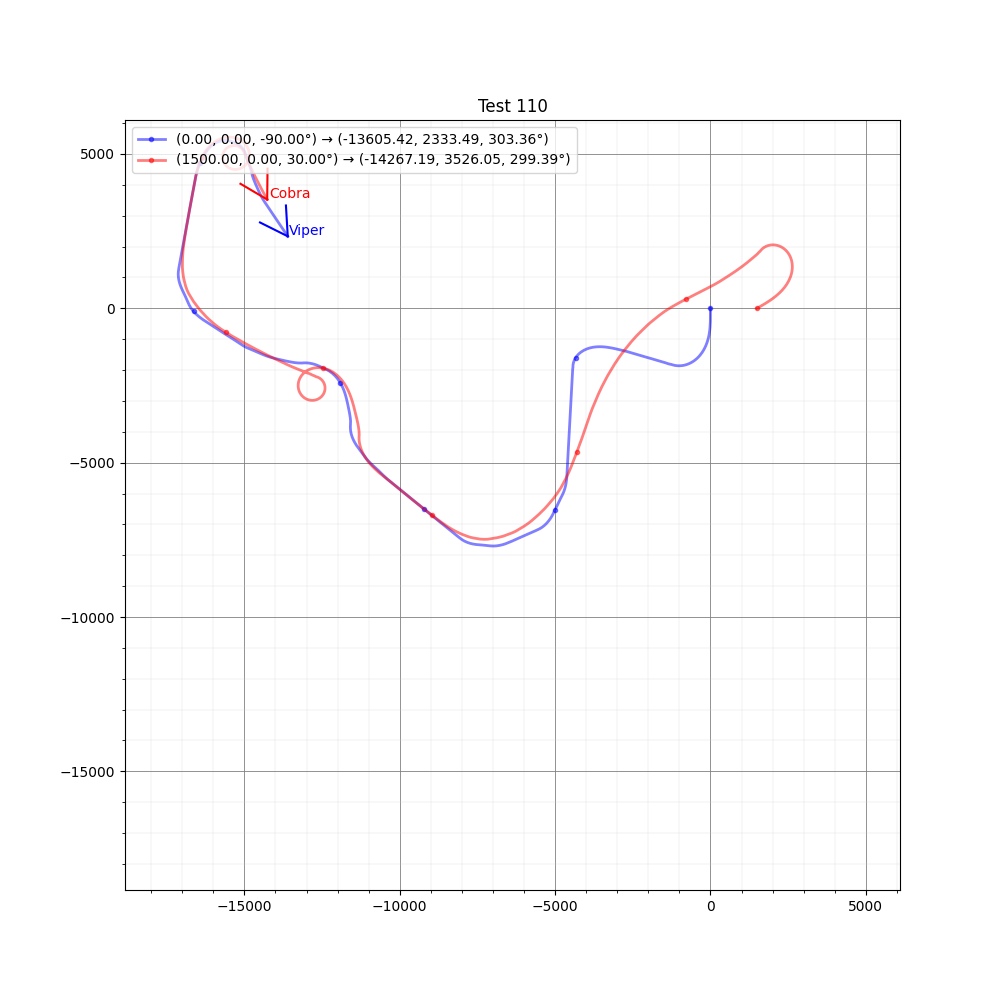 Test 110
(0.00, 0.00, -90.00°) → (-13605.42, 2333.49, 303.36°)
(1500.00, 0.00, 30.00°) → (-14267.19, 3526.05, 299.39°)
Cobra
Viper
5000
0
−5000
−10000
−15000
−15000 −10000 −5000 0 5000